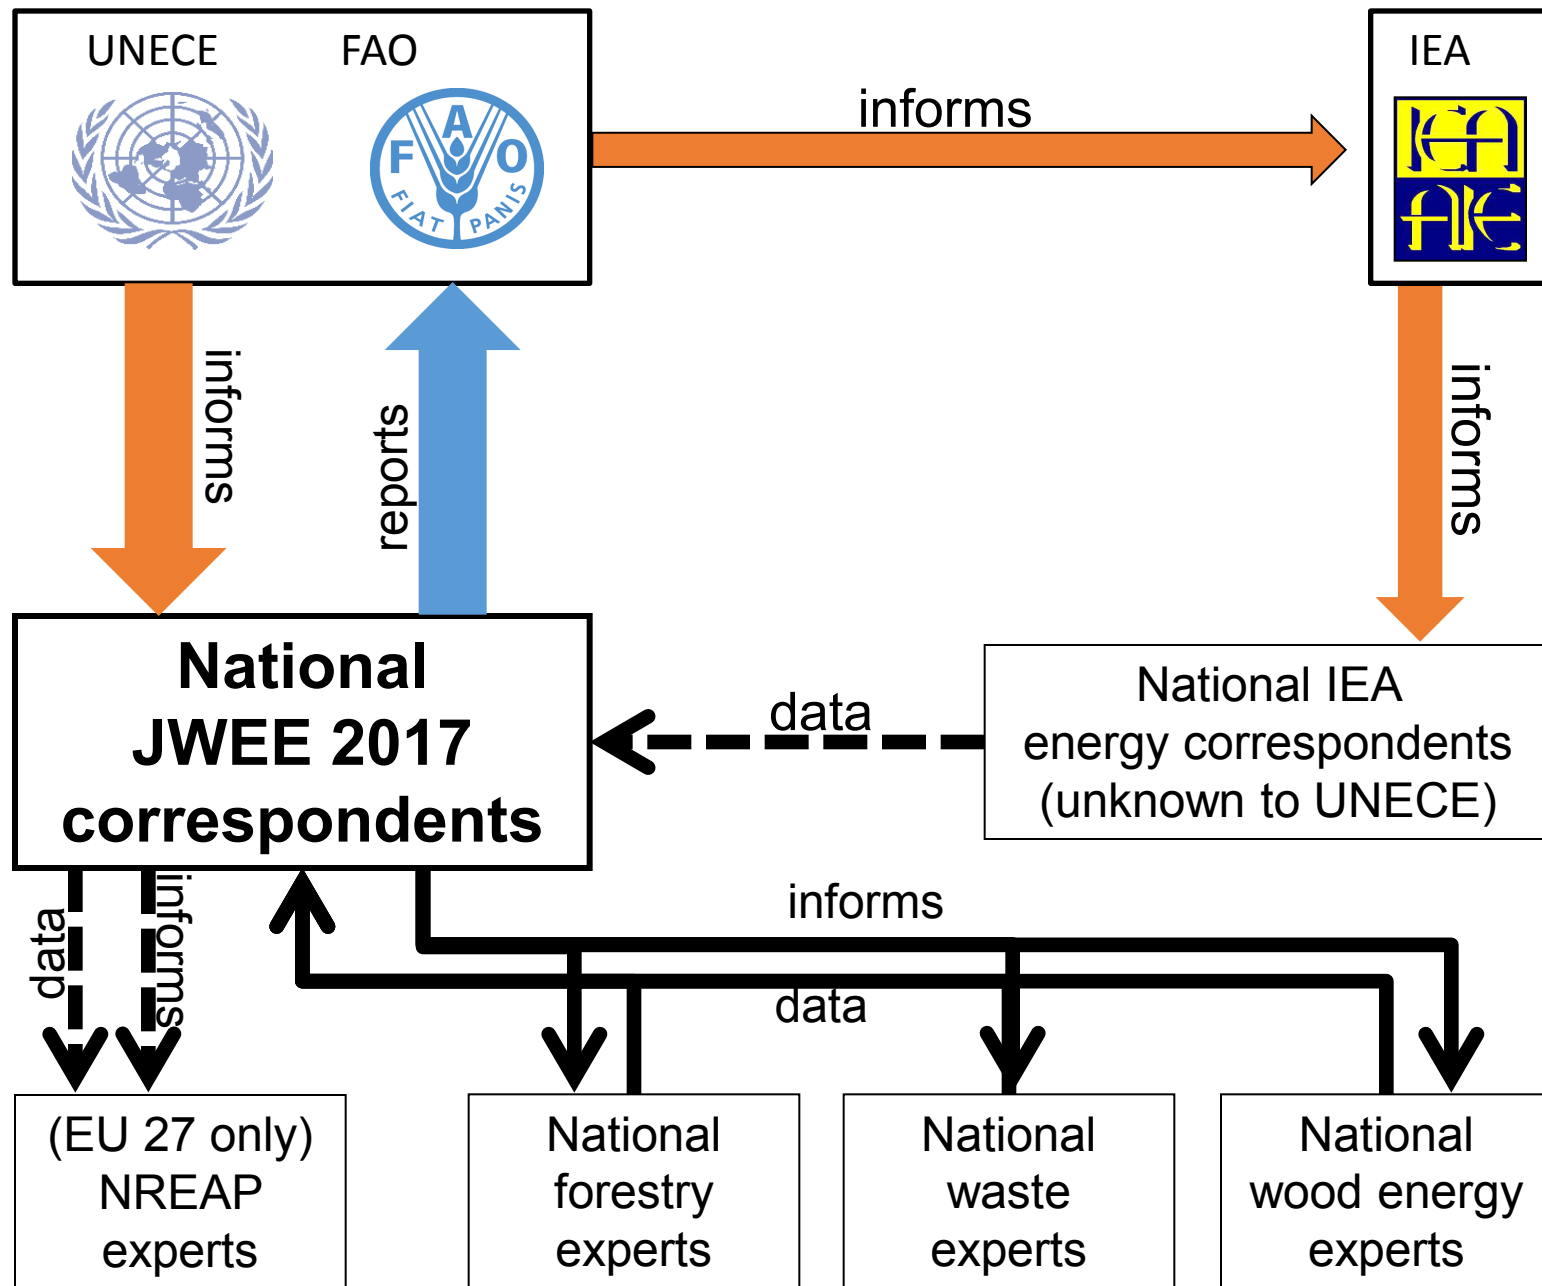 UNECE FAO
IEA
informs
F A O
FIAT PANIS
IEA
AIE
informs
reports
informs
National
JWEE 2017
correspondents
data
National IEA
energy correspondents
(unknown to UNECE)
data
informs
informs
data
(EU 27 only)
NREAP
experts
National
forestry
experts
National
waste
experts
National
wood energy
experts